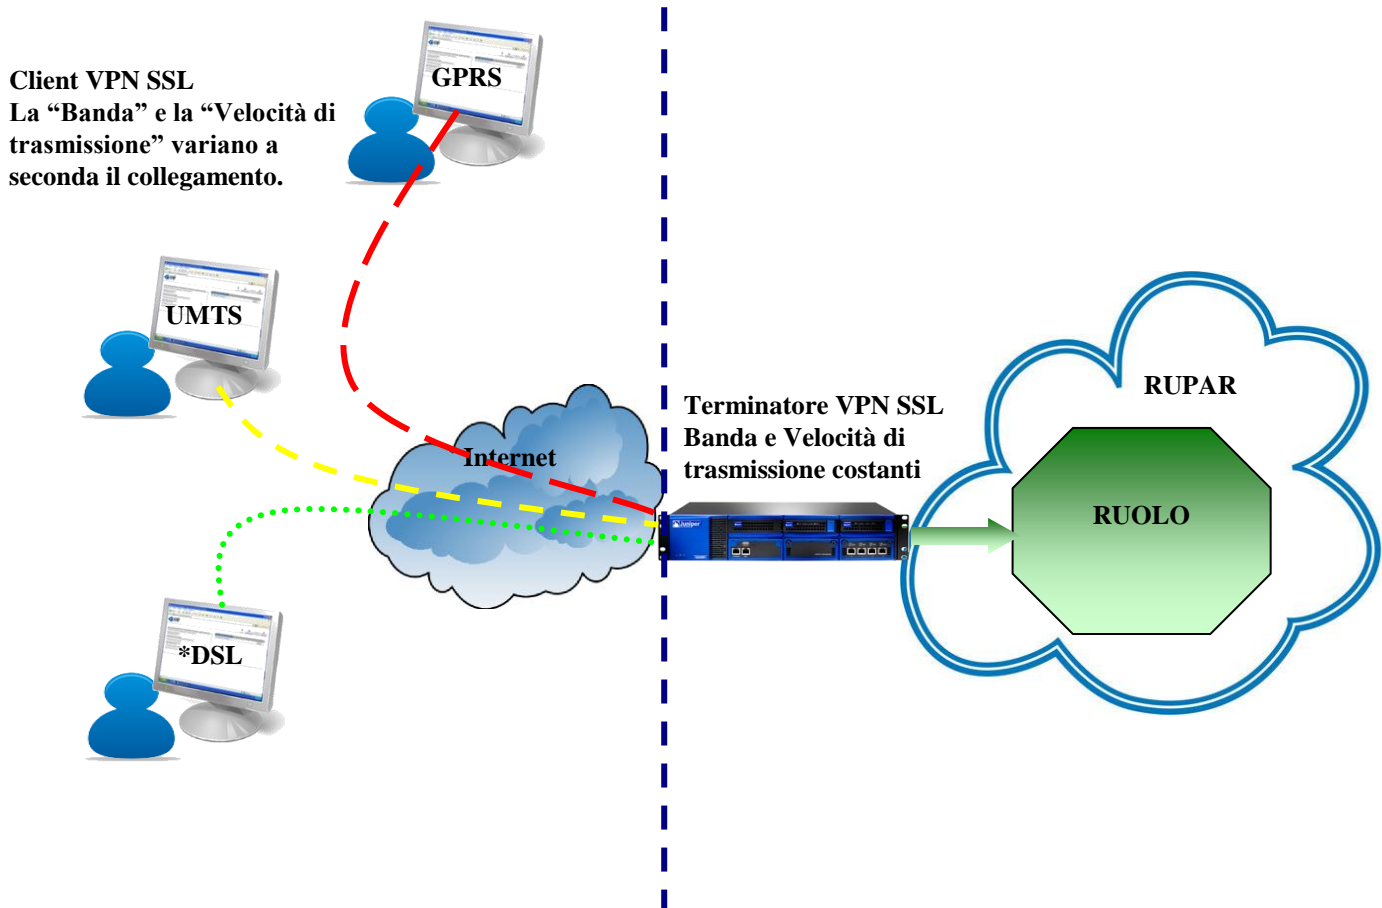 Client VPN SSL
La “Banda” e la “Velocità di
trasmissione” variano a
seconda il collegamento.
GPRS
UMTS
*DSL
Internet
Terminatore VPN SSL
Banda e Velocità di
trasmissione costanti
Juniper
RUPAR
RUOLO